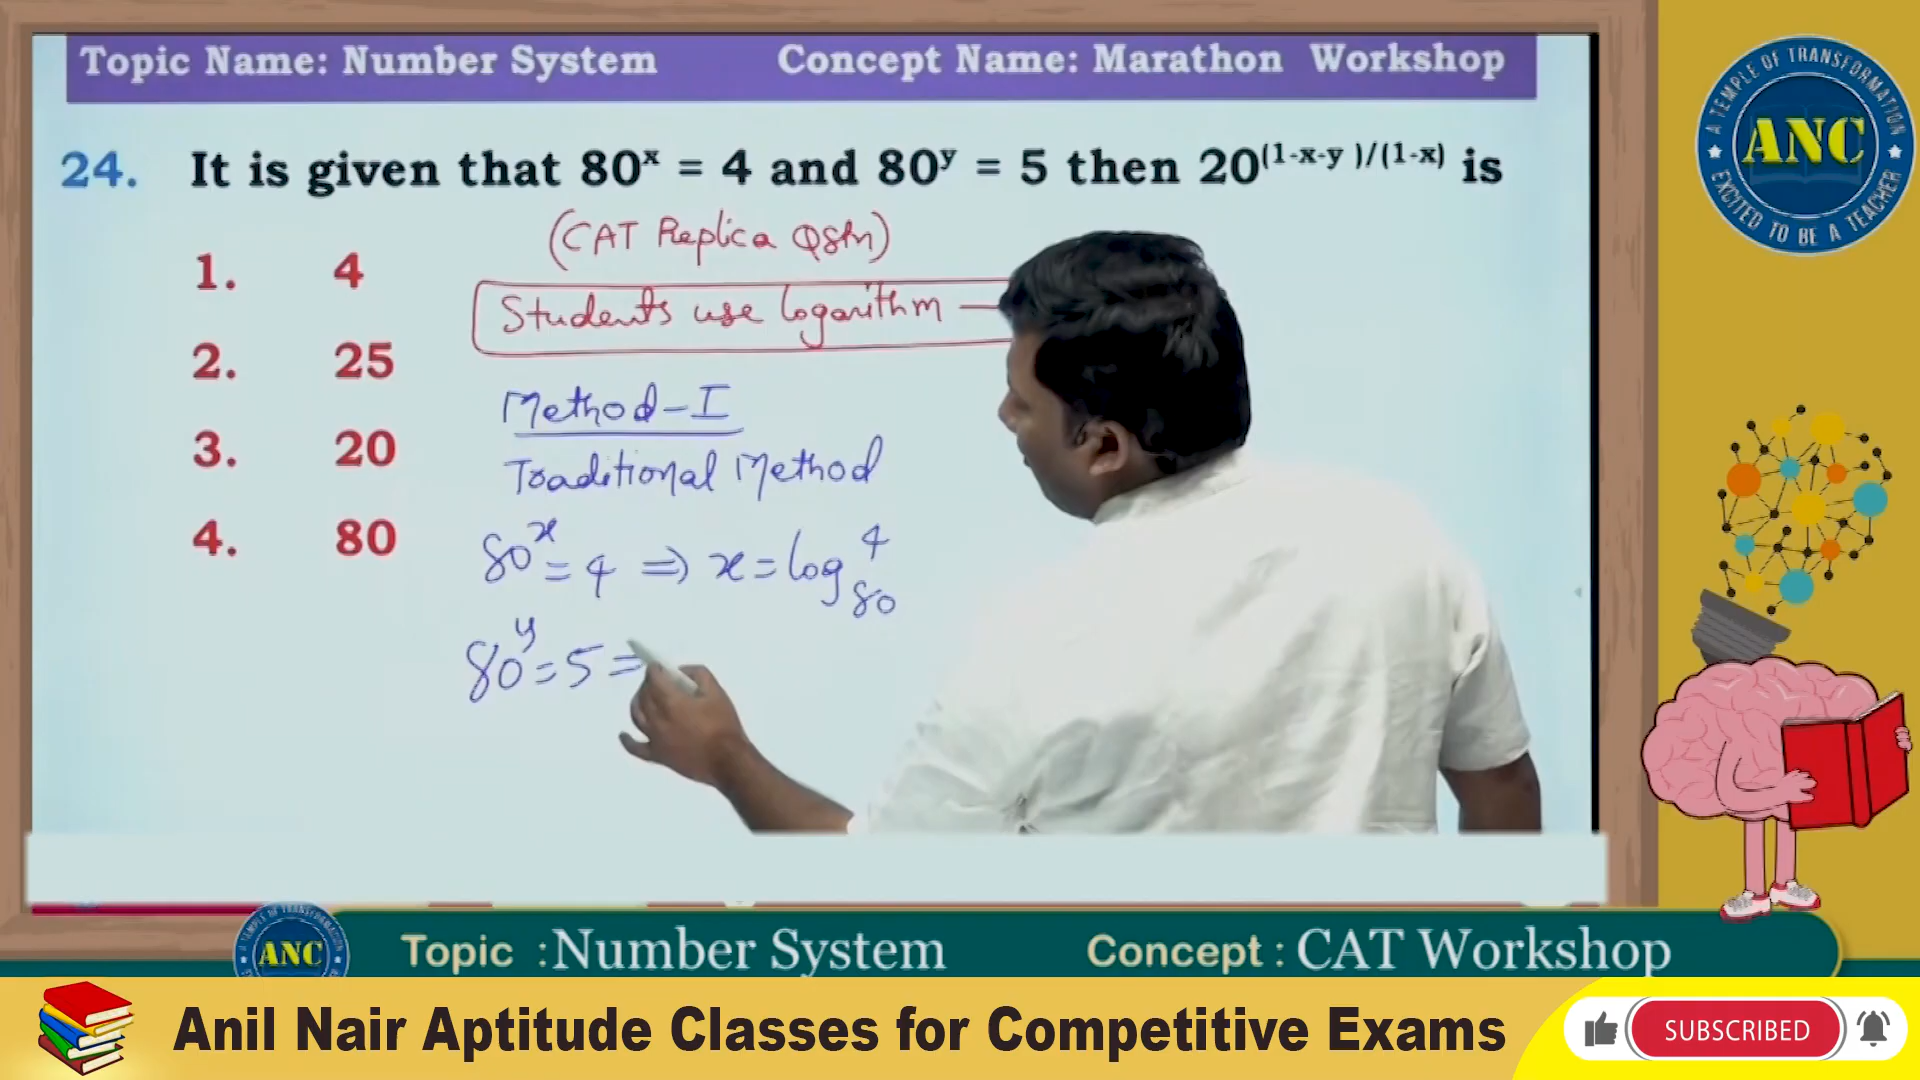 Topic Name: Number System Concept Name: Marathon Workshop
24. It is given that 80ˣ = 4 and 80ʸ = 5 then 20⁽¹⁻ˣ⁻ʸ ⁾/⁽¹⁻ˣ⁾ is
(CAT Replica Qstn)
1. 4
Students use logarithm
2. 25
Method-I
3. 20
Traditional Method
4. 80
80ˣ = 4 ⇒ x = log₈₀⁴
80ʸ = 5 =
A TEMPLE OF TRANSFORMATION
ANC
EXCITED TO BE A TEACHER
ANC
Topic : Number System Concept : CAT Workshop
Anil Nair Aptitude Classes for Competitive Exams
SUBSCRIBED